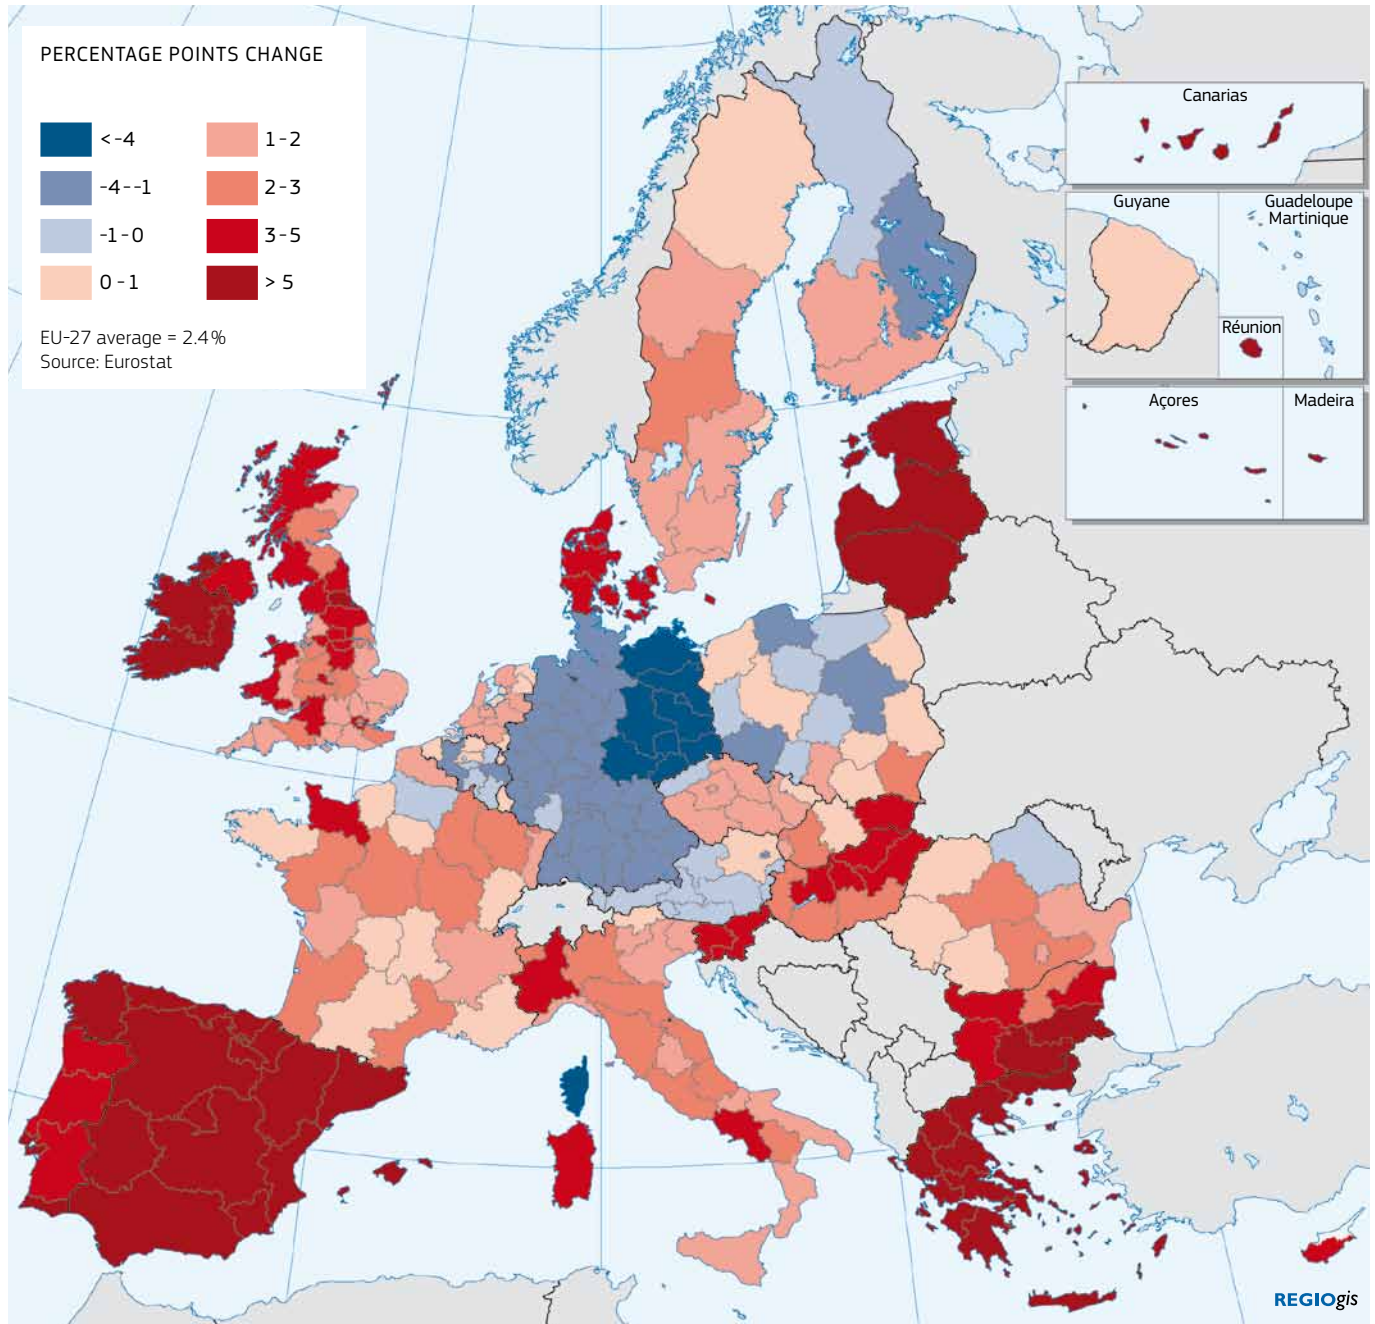 PERCENTAGE POINTS CHANGE
< -4
-4 - -1
-1 - 0
0 - 1
1 - 2
2 - 3
3 - 5
> 5
EU-27 average = 2.4%
Source: Eurostat
Canarias
Guyane
Guadeloupe
Martinique
Réunion
Açores
Madeira
REGIOgis